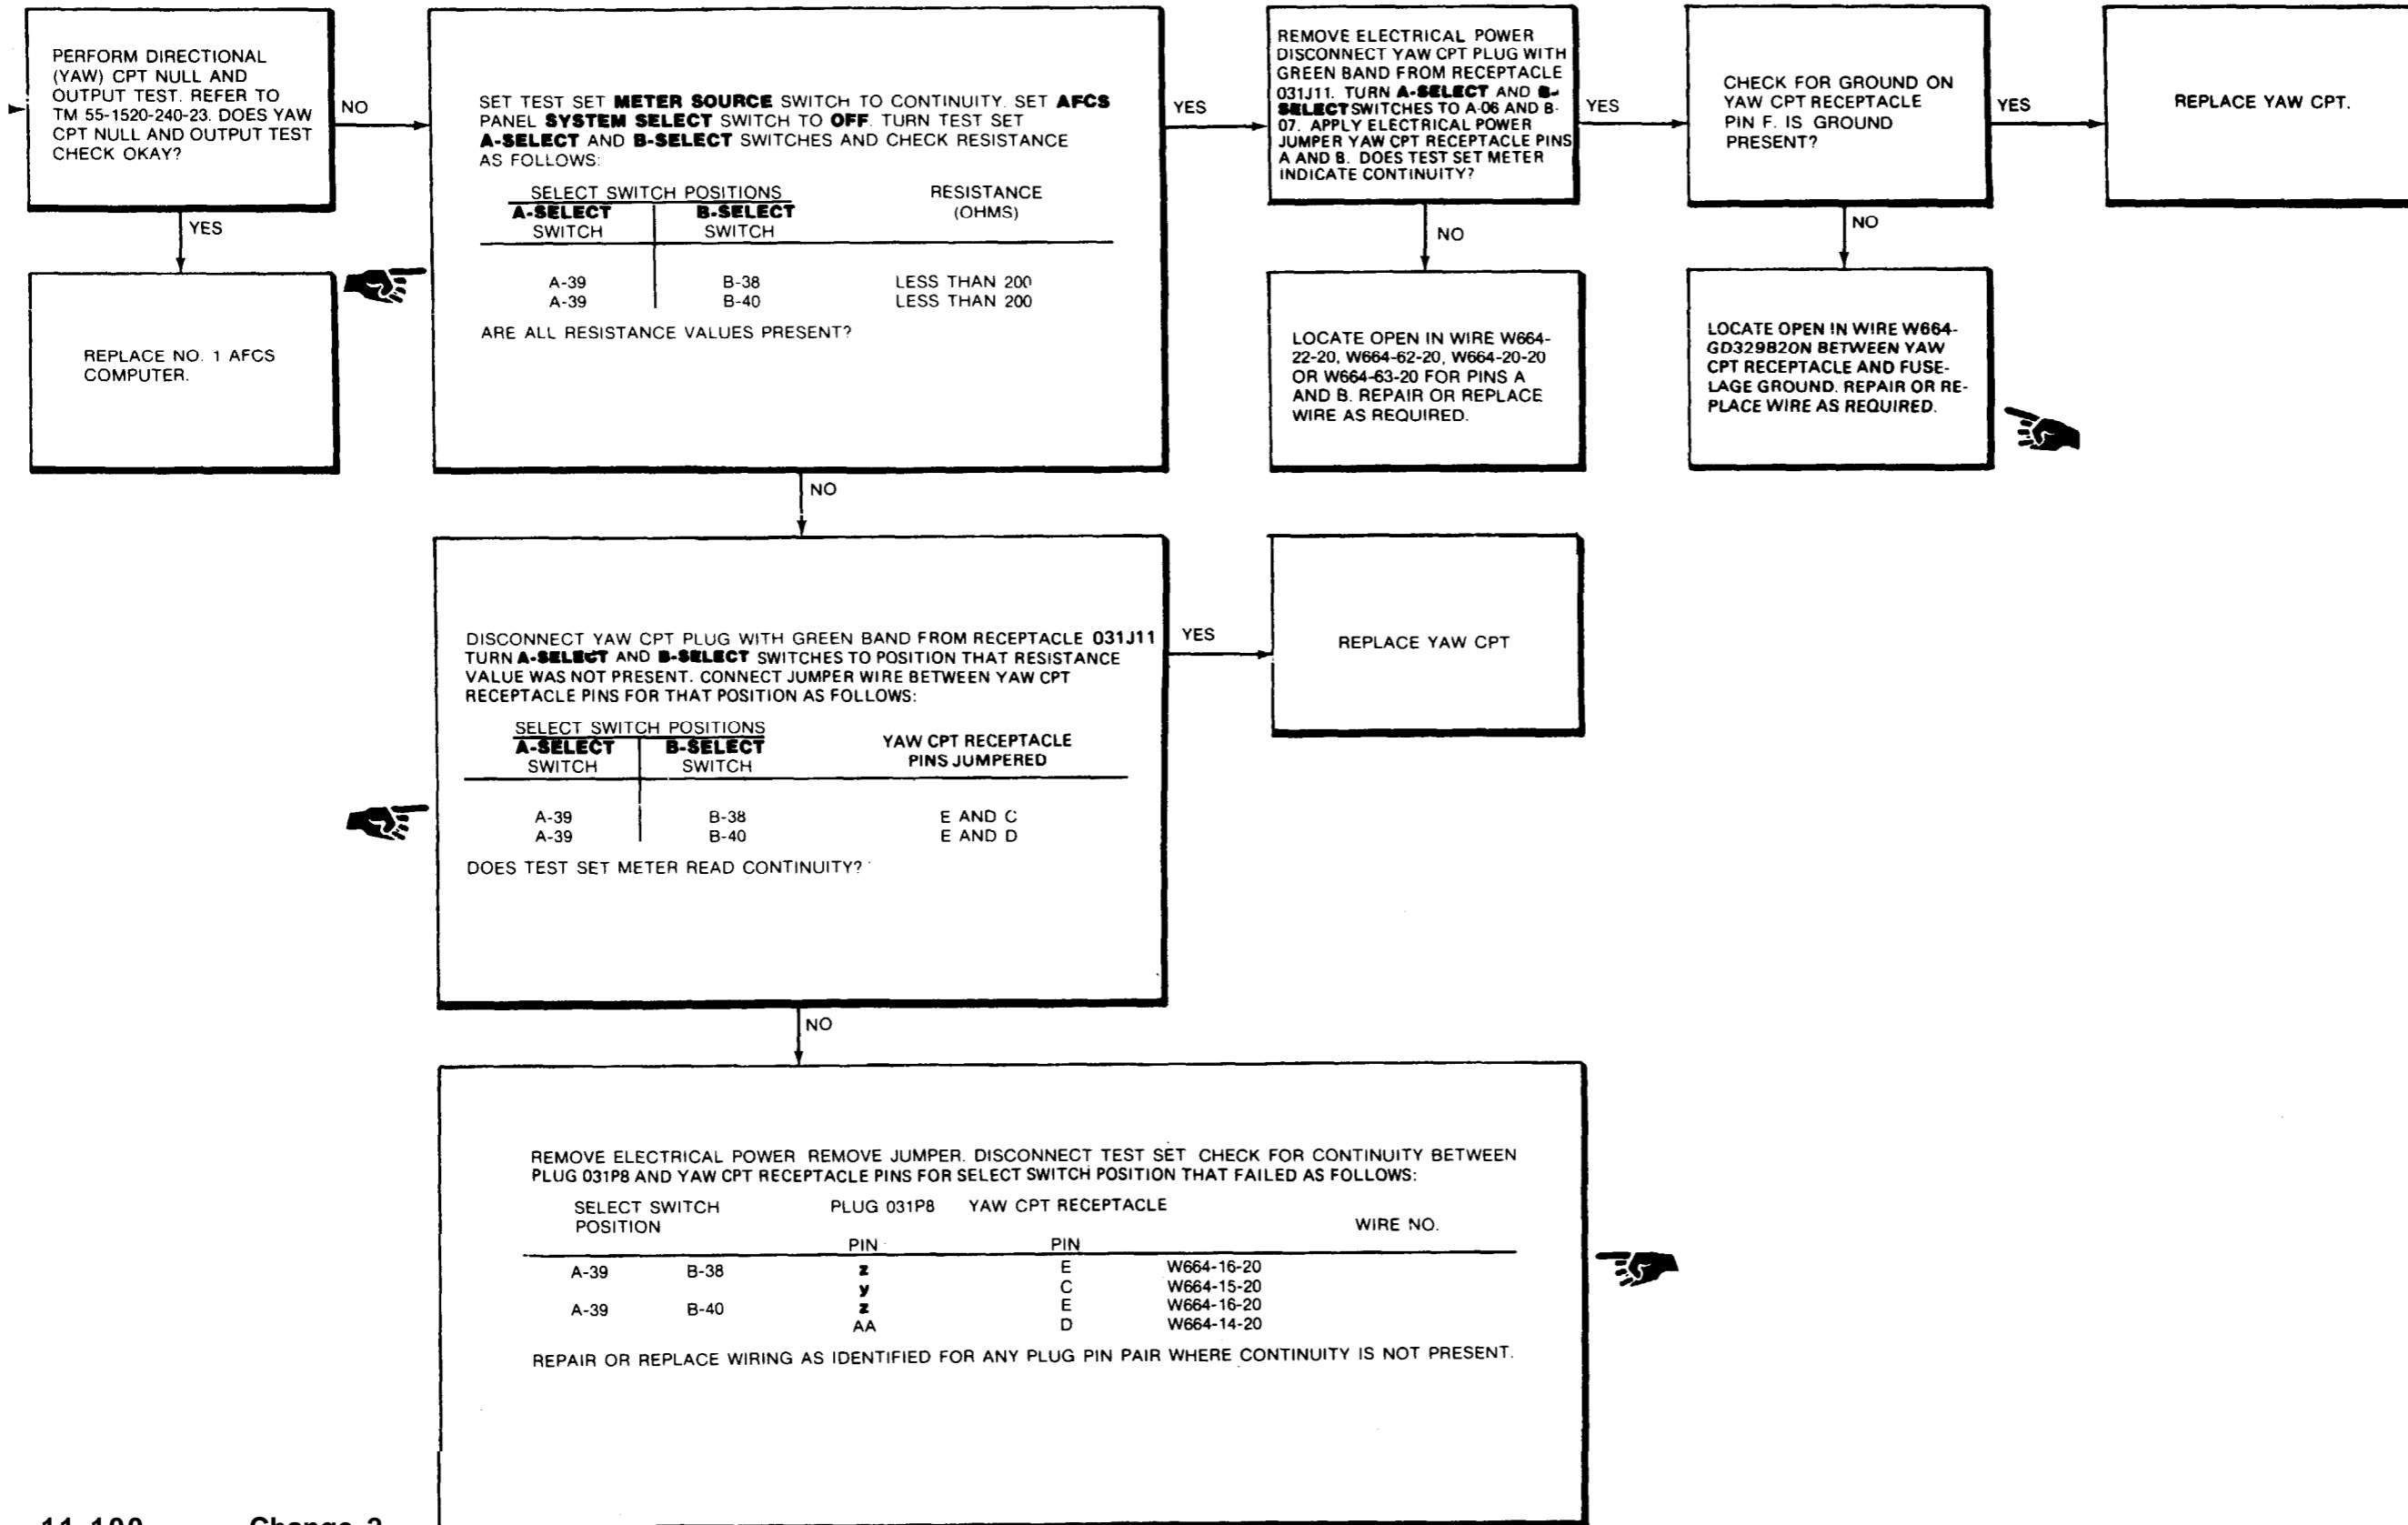 PERFORM DIRECTIONAL
(YAW) CPT NULL AND
OUTPUT TEST. REFER TO
TM 55-1520-240-23. DOES YAW
CPT NULL AND OUTPUT TEST
CHECK OKAY?
NO
YES
REPLACE NO. 1 AFCS
COMPUTER.
SET TEST SET METER SOURCE SWITCH TO CONTINUITY. SET AFCS
PANEL SYSTEM SELECT SWITCH TO OFF. TURN TEST SET
A-SELECT AND B-SELECT SWITCHES AND CHECK RESISTANCE
AS FOLLOWS:
SELECT SWITCH POSITIONS RESISTANCE
A-SELECT B-SELECT (OHMS)
SWITCH SWITCH
A-39 B-38 LESS THAN 200
A-39 B-40 LESS THAN 200
ARE ALL RESISTANCE VALUES PRESENT?
YES
NO
REMOVE ELECTRICAL POWER
DISCONNECT YAW CPT PLUG WITH
GREEN BAND FROM RECEPTACLE
031J11. TURN A-SELECT AND B-
SELECT SWITCHES TO A-06 AND B-
07. APPLY ELECTRICAL POWER
JUMPER YAW CPT RECEPTACLE PINS
A AND B. DOES TEST SET METER
INDICATE CONTINUITY?
YES
NO
LOCATE OPEN IN WIRE W664-
22-20, W664-62-20, W664-20-20
OR W664-63-20 FOR PINS A
AND B. REPAIR OR REPLACE
WIRE AS REQUIRED.
CHECK FOR GROUND ON
YAW CPT RECEPTACLE
PIN F. IS GROUND
PRESENT?
YES
NO
REPLACE YAW CPT.
LOCATE OPEN IN WIRE W664-
GD329B20N BETWEEN YAW
CPT RECEPTACLE AND FUSE-
LAGE GROUND. REPAIR OR RE-
PLACE WIRE AS REQUIRED.
DISCONNECT YAW CPT PLUG WITH GREEN BAND FROM RECEPTACLE 031J11
TURN A-SELECT AND B-SELECT SWITCHES TO POSITION THAT RESISTANCE
VALUE WAS NOT PRESENT. CONNECT JUMPER WIRE BETWEEN YAW CPT
RECEPTACLE PINS FOR THAT POSITION AS FOLLOWS:
SELECT SWITCH POSITIONS
A-SELECT B-SELECT YAW CPT RECEPTACLE
SWITCH SWITCH PINS JUMPERED
A-39 B-38 E AND C
A-39 B-40 E AND D
DOES TEST SET METER READ CONTINUITY?
YES
NO
REPLACE YAW CPT
REMOVE ELECTRICAL POWER REMOVE JUMPER. DISCONNECT TEST SET CHECK FOR CONTINUITY BETWEEN
PLUG 031P8 AND YAW CPT RECEPTACLE PINS FOR SELECT SWITCH POSITION THAT FAILED AS FOLLOWS:
SELECT SWITCH PLUG 031P8 YAW CPT RECEPTACLE
POSITION WIRE NO.
PIN PIN
A-39 B-38 z E W664-16-20
y C W664-15-20
A-39 B-40 z E W664-16-20
AA D W664-14-20
REPAIR OR REPLACE WIRING AS IDENTIFIED FOR ANY PLUG PIN PAIR WHERE CONTINUITY IS NOT PRESENT.